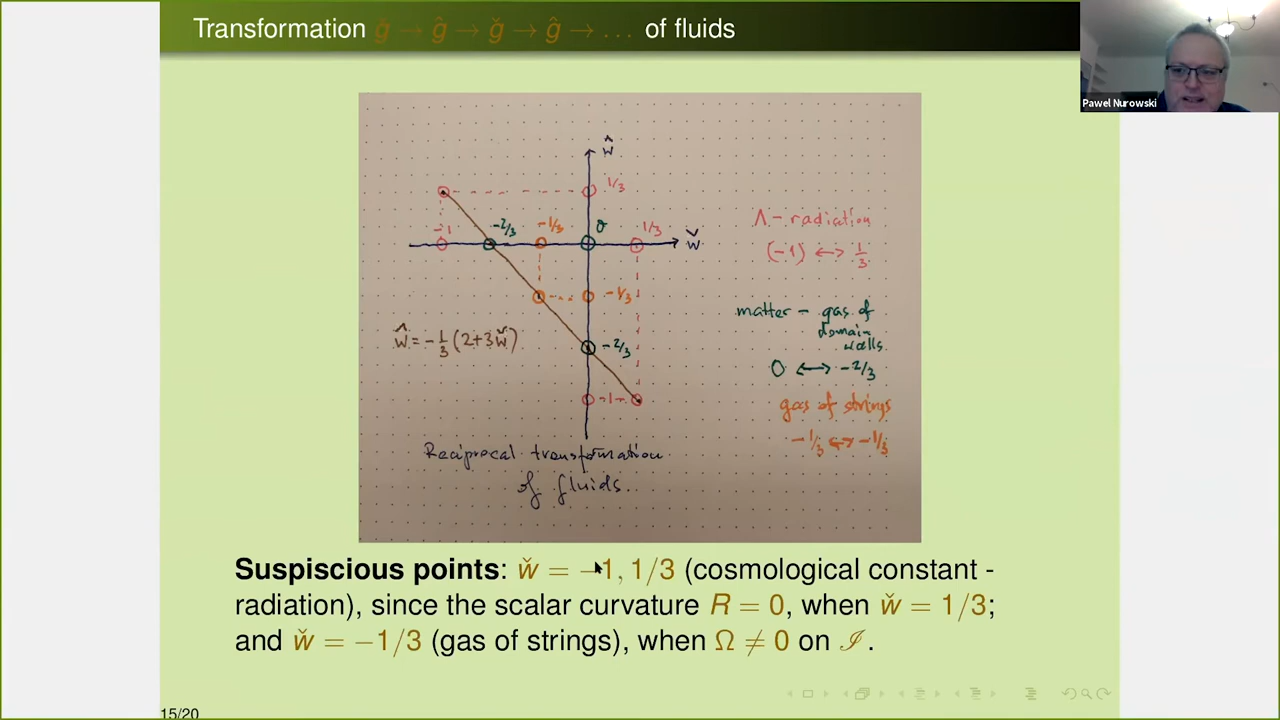 Transformation ǧ → ĝ → ǧ → ĝ → ... of fluids
Pawel Nurowski
ŵ
1/3
-1
-2/3
-1/3
0
1/3
w̌
-1/3
ŵ = -1/3 (2+3w̌)
-2/3
-1
Λ-radiation
(-1) ↔ 1/3
matter - gas of
domain
walls
0 ↔ -2/3
gas of strings
-1/3 ↔ -1/3
Reciprocal transformation
of fluids.
Suspiscious points: w̌ = −1, 1/3 (cosmological constant -
radiation), since the scalar curvature R = 0, when w̌ = 1/3;
and w̌ = −1/3 (gas of strings), when Ω ≠ 0 on ℐ.
15/20